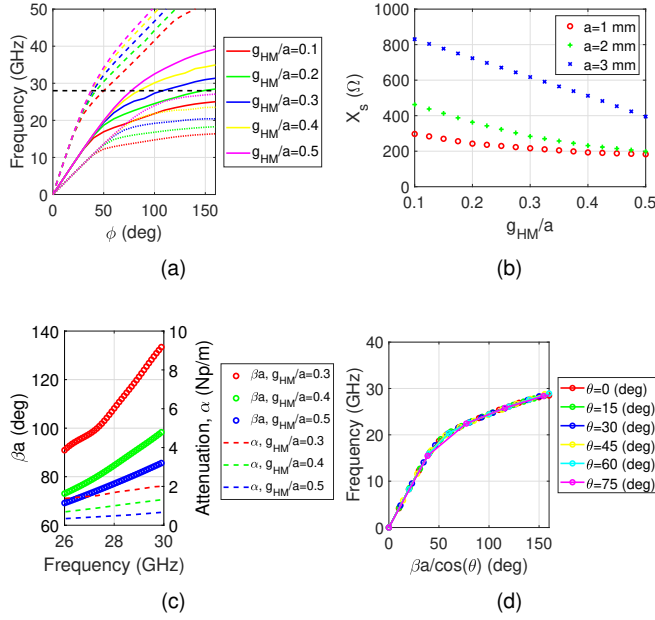 50
40
30
20
10
0
Frequency (GHz)
0 50 100 150
ϕ (deg)
g_HM/a=0.1
g_HM/a=0.2
g_HM/a=0.3
g_HM/a=0.4
g_HM/a=0.5
(a)
1000
800
600
400
200
0
X_s (Ω)
0.1 0.2 0.3 0.4 0.5
g_HM/a
a=1 mm
a=2 mm
a=3 mm
(b)
140
120
100
80
60
βa (deg)
10
8
6
4
2
0
Attenuation, α (Np/m)
26 28 30
Frequency (GHz)
βa, g_HM/a=0.3
βa, g_HM/a=0.4
βa, g_HM/a=0.5
α, g_HM/a=0.3
α, g_HM/a=0.4
α, g_HM/a=0.5
(c)
40
30
20
10
0
Frequency (GHz)
0 50 100 150
βa/cos(θ) (deg)
θ=0 (deg)
θ=15 (deg)
θ=30 (deg)
θ=45 (deg)
θ=60 (deg)
θ=75 (deg)
(d)